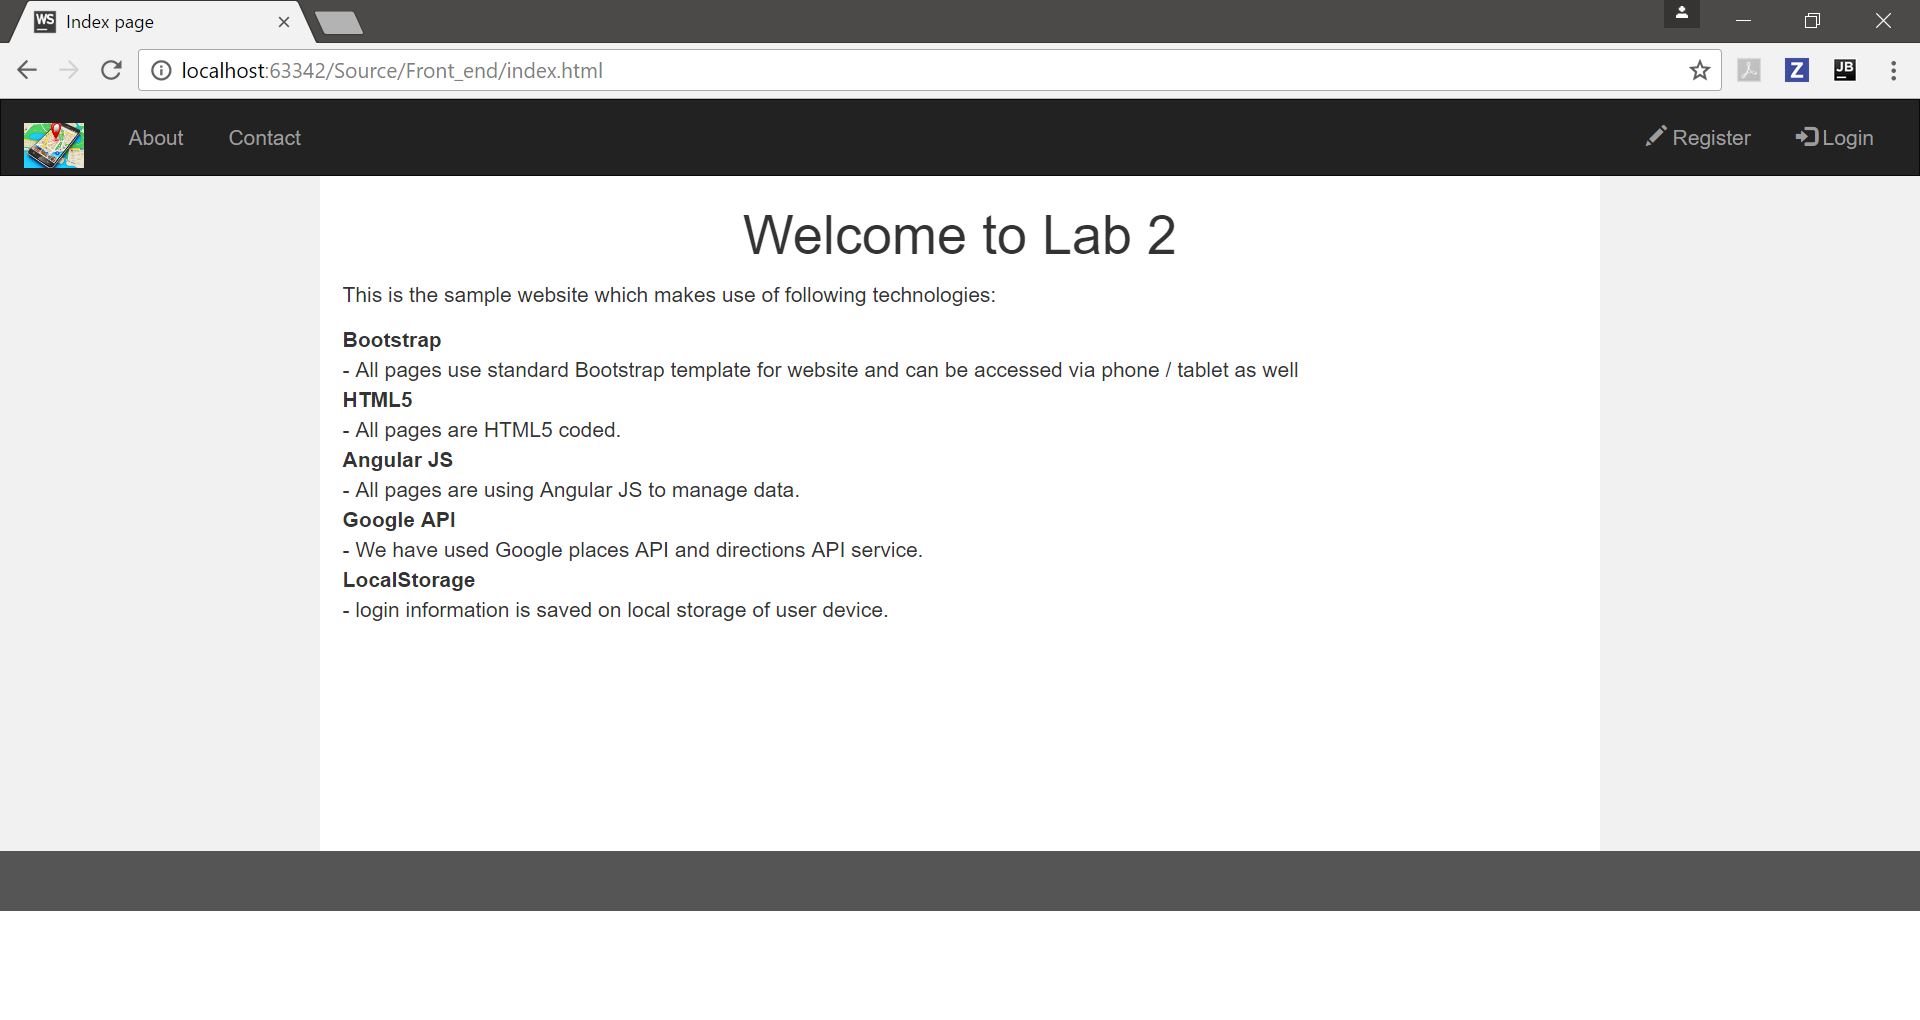 WS Index page
localhost:63342/Source/Front_end/index.html
Z
JB
About Contact Register Login
Welcome to Lab 2
This is the sample website which makes use of following technologies:
Bootstrap
- All pages use standard Bootstrap template for website and can be accessed via phone / tablet as well
HTML5
- All pages are HTML5 coded.
Angular JS
- All pages are using Angular JS to manage data.
Google API
- We have used Google places API and directions API service.
LocalStorage
- login information is saved on local storage of user device.